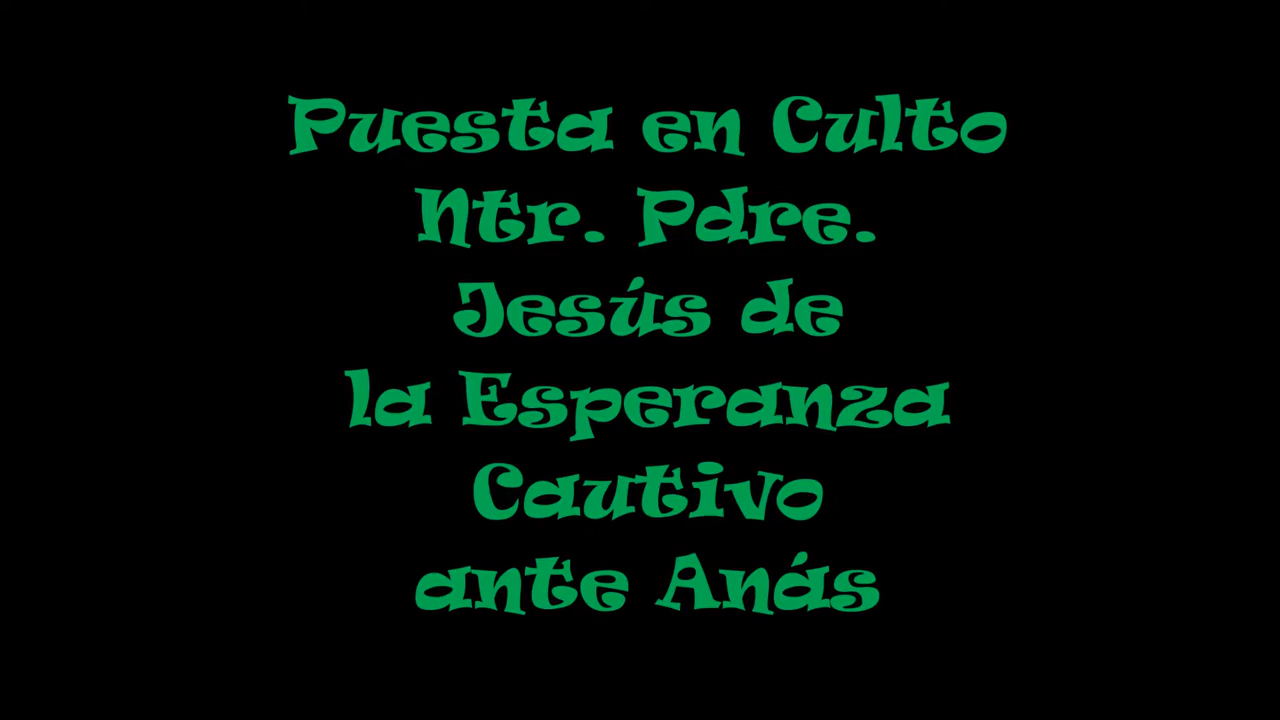 Puesta en Culto
Ntr. Pdre.
Jesús de
la Esperanza
Cautivo
ante Anás